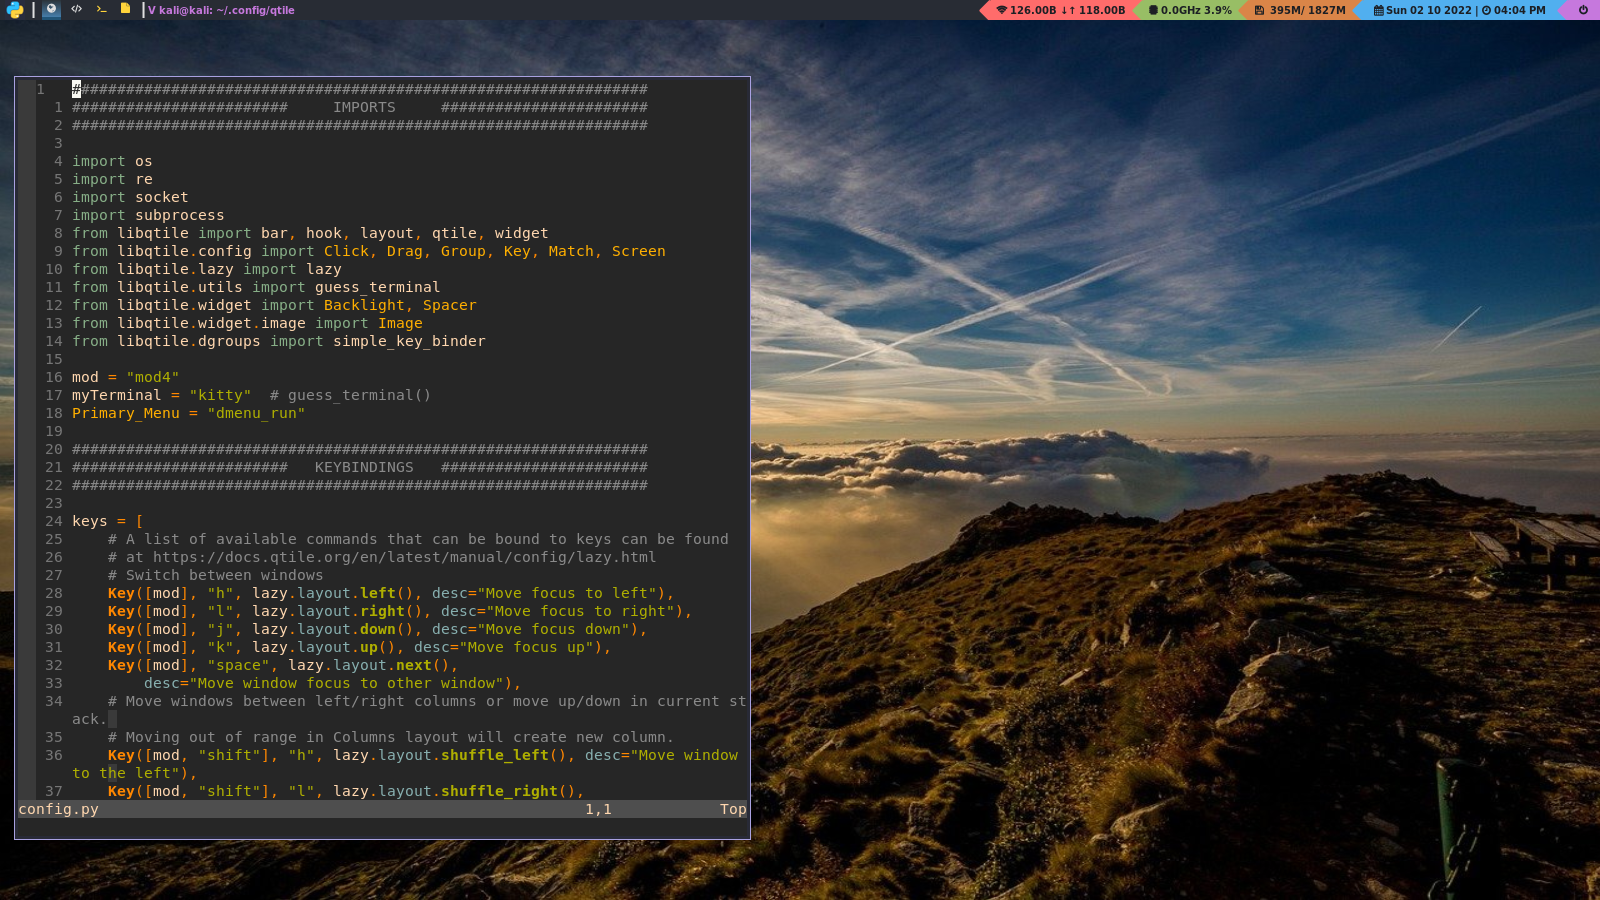 V kali@kali: ~/.config/qtile 126.00B ↓↑ 118.00B 0.0GHz 3.9% 395M/ 1827M Sun 02 10 2022 | 04:04 PM
1   ################################################################
  1 ########################     IMPORTS     #######################
  2 ################################################################
  3
  4 import os
  5 import re
  6 import socket
  7 import subprocess
  8 from libqtile import bar, hook, layout, qtile, widget
  9 from libqtile.config import Click, Drag, Group, Key, Match, Screen
 10 from libqtile.lazy import lazy
 11 from libqtile.utils import guess_terminal
 12 from libqtile.widget import Backlight, Spacer
 13 from libqtile.widget.image import Image
 14 from libqtile.dgroups import simple_key_binder
 15
 16 mod = "mod4"
 17 myTerminal = "kitty"  # guess_terminal()
 18 Primary_Menu = "dmenu_run"
 19
 20 ################################################################
 21 ########################   KEYBINDINGS   #######################
 22 ################################################################
 23
 24 keys = [
 25     # A list of available commands that can be bound to keys can be found
 26     # at https://docs.qtile.org/en/latest/manual/config/lazy.html
 27     # Switch between windows
 28     Key([mod], "h", lazy.layout.left(), desc="Move focus to left"),
 29     Key([mod], "l", lazy.layout.right(), desc="Move focus to right"),
 30     Key([mod], "j", lazy.layout.down(), desc="Move focus down"),
 31     Key([mod], "k", lazy.layout.up(), desc="Move focus up"),
 32     Key([mod], "space", lazy.layout.next(),
 33         desc="Move window focus to other window"),
 34     # Move windows between left/right columns or move up/down in current st
ack.
 35     # Moving out of range in Columns layout will create new column.
 36     Key([mod, "shift"], "h", lazy.layout.shuffle_left(), desc="Move window
to the left"),
 37     Key([mod, "shift"], "l", lazy.layout.shuffle_right(),
config.py 1,1 Top